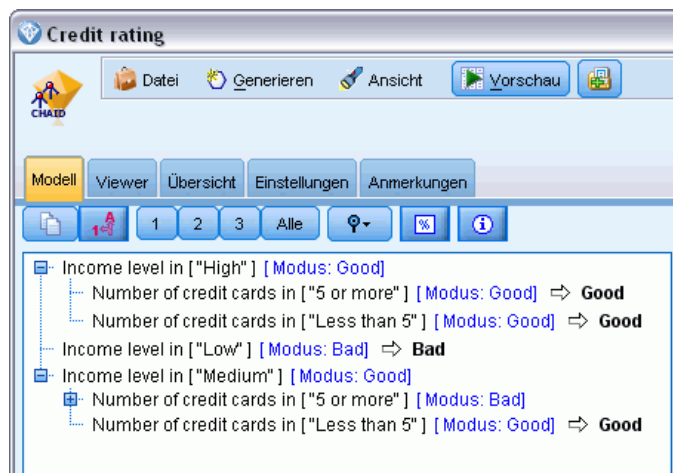 Credit rating
CHAID
Datei Generieren Ansicht Vorschau
Modell Viewer Übersicht Einstellungen Anmerkungen
A 1 1 2 3 Alle %  i
Income level in ["High"] [Modus: Good]
Number of credit cards in ["5 or more"] [Modus: Good] ⇨ Good
Number of credit cards in ["Less than 5"] [Modus: Good] ⇨ Good
Income level in ["Low"] [Modus: Bad] ⇨ Bad
Income level in ["Medium"] [Modus: Good]
Number of credit cards in ["5 or more"] [Modus: Bad]
Number of credit cards in ["Less than 5"] [Modus: Good] ⇨ Good